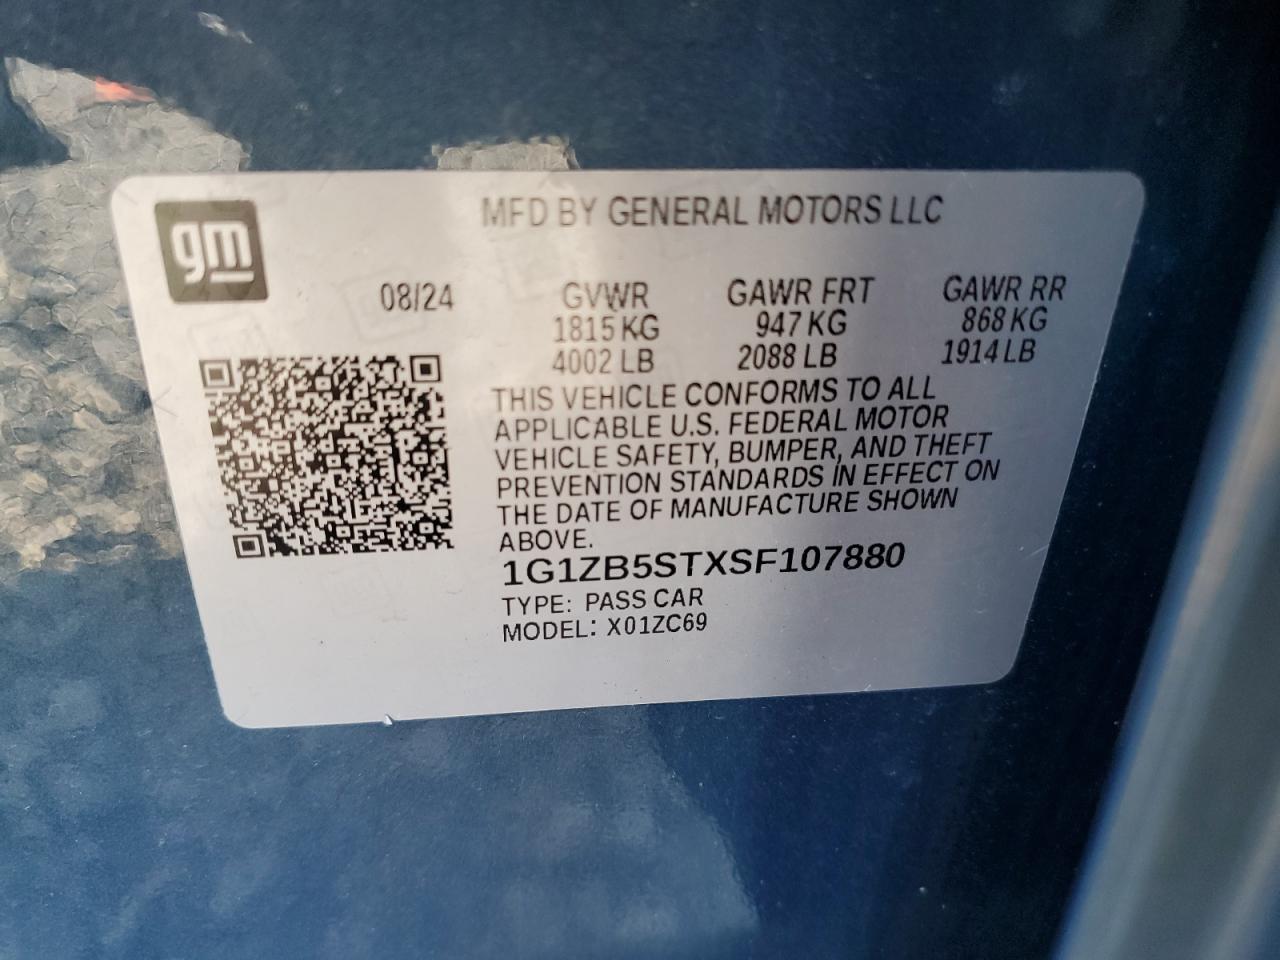 gm
MFD BY GENERAL MOTORS LLC
08/24 GVWR GAWR FRT GAWR RR
1815 KG 947 KG 868 KG
4002 LB 2088 LB 1914 LB
THIS VEHICLE CONFORMS TO ALL
APPLICABLE U.S. FEDERAL MOTOR
VEHICLE SAFETY, BUMPER, AND THEFT
PREVENTION STANDARDS IN EFFECT ON
THE DATE OF MANUFACTURE SHOWN
ABOVE.
1G1ZB5STXSF107880
TYPE: PASS CAR
MODEL: X01ZC69